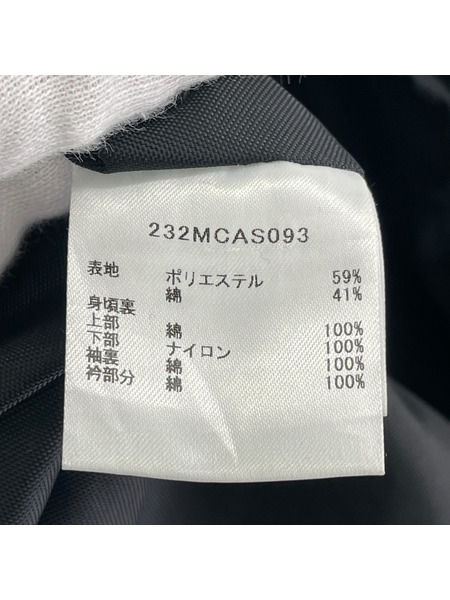 232MCAS093
表地 ポリエステル 59%
綿 41%
身頃裏
上部 綿 100%
下部 ナイロン 100%
袖裏 綿 100%
衿部分 綿 100%